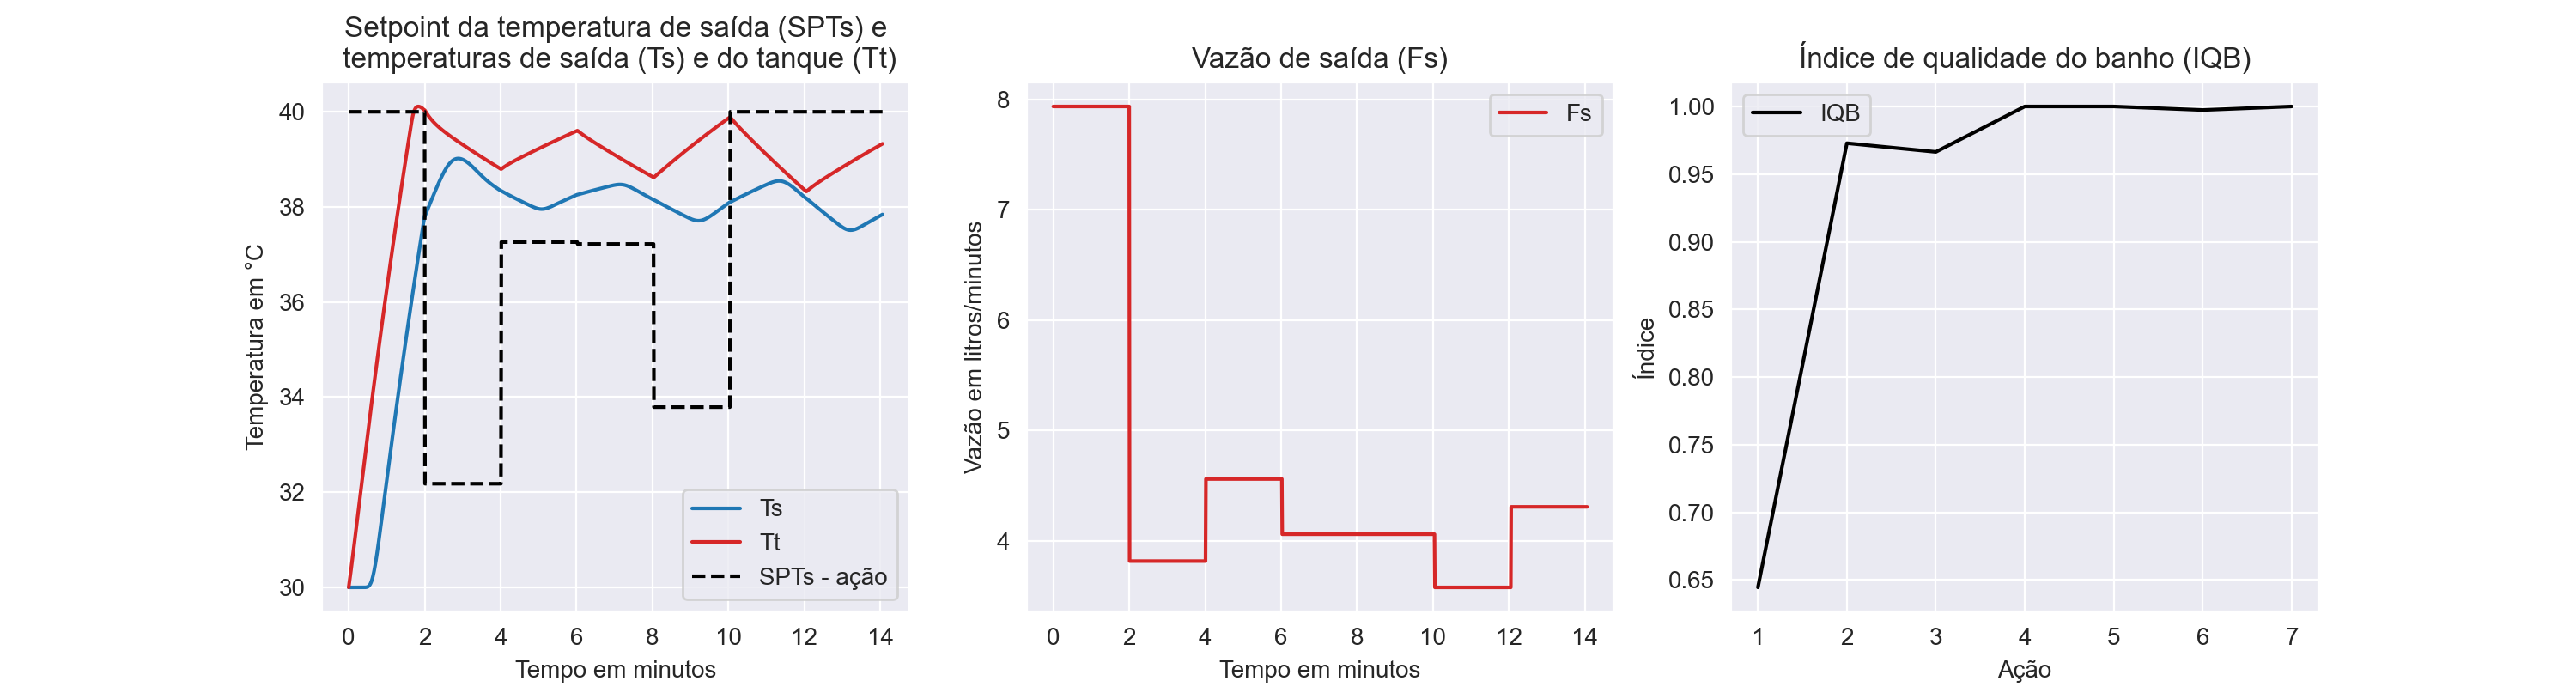 Setpoint da temperatura de saída (SPTs) e
temperaturas de saída (Ts) e do tanque (Tt)
Temperatura em °C
40
38
36
34
32
30
Ts
Tt
SPTs - ação
0 2 4 6 8 10 12 14
Tempo em minutos
Vazão de saída (Fs)
Vazão em litros/minutos
8
7
6
5
4
Fs
0 2 4 6 8 10 12 14
Tempo em minutos
Índice de qualidade do banho (IQB)
Índice
1.00
0.95
0.90
0.85
0.80
0.75
0.70
0.65
IQB
1 2 3 4 5 6 7
Ação